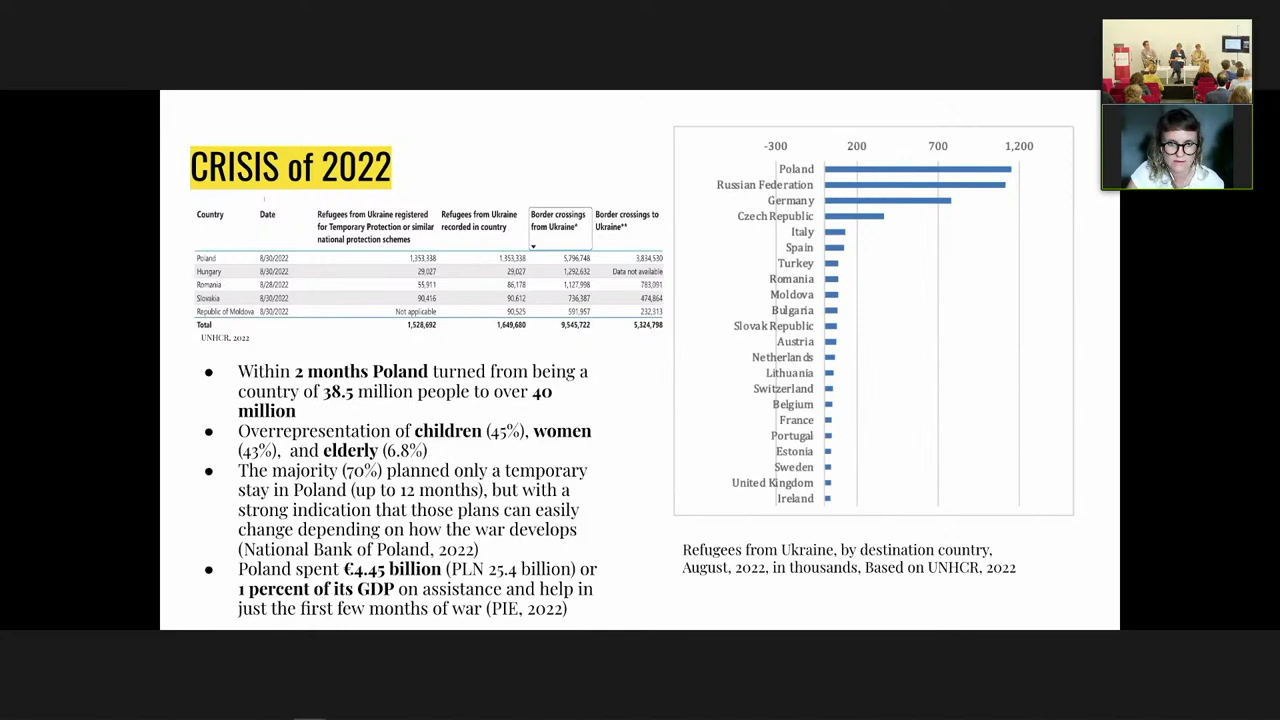 CRISIS of 2022
Country Date Refugees from Ukraine registered for Temporary Protection or similar national protection schemes Refugees from Ukraine recorded in country Border crossings from Ukraine^ Border crossings to Ukraine**
Poland 8/30/2022 1,353,338 1,353,338 5,796,748 3,834,530
Hungary 8/30/2022 29,027 29,027 1,292,632 Data not available
Romania 8/28/2022 55,911 86,178 1,127,998 783,091
Slovakia 8/30/2022 90,416 90,612 736,387 474,864
Republic of Moldova 8/30/2022 Not applicable 90,525 591,957 232,313
Total 1,528,692 1,649,680 9,545,722 5,324,798
UNHCR, 2022
● Within 2 months Poland turned from being a
country of 38.5 million people to over 40
million
● Overrepresentation of children (45%), women
(43%), and elderly (6.8%)
● The majority (70%) planned only a temporary
stay in Poland (up to 12 months), but with a
strong indication that those plans can easily
change depending on how the war develops
(National Bank of Poland, 2022)
● Poland spent €4.45 billion (PLN 25.4 billion) or
1 percent of its GDP on assistance and help in
just the first few months of war (PIE, 2022)
-300 200 700 1,200
Poland
Russian Federation
Germany
Czech Republic
Italy
Spain
Turkey
Romania
Moldova
Bulgaria
Slovak Republic
Austria
Netherlands
Lithuania
Switzerland
Belgium
France
Portugal
Estonia
Sweden
United Kingdom
Ireland
Refugees from Ukraine, by destination country,
August, 2022, in thousands, Based on UNHCR, 2022